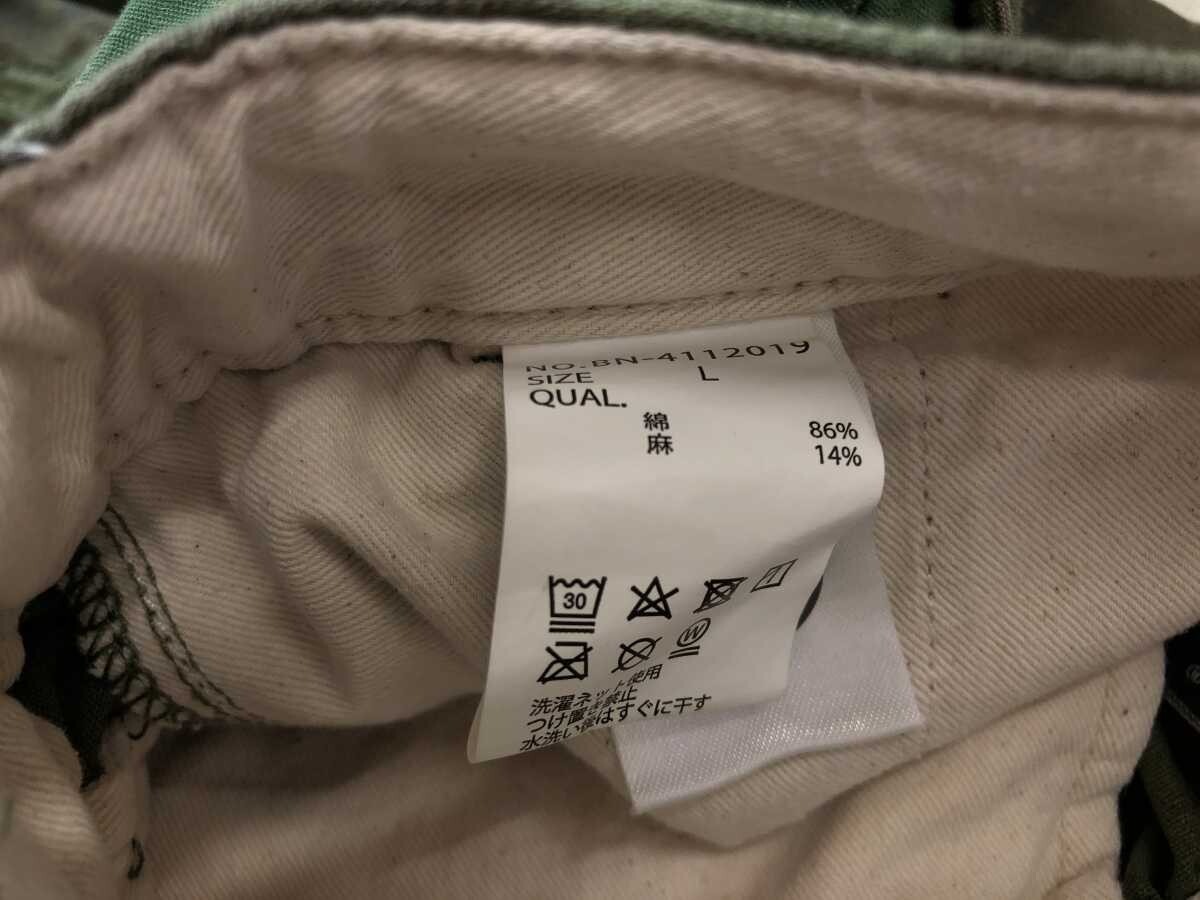 NO.BN-4112019
SIZE L
QUAL.
綿 86%
麻 14%
30
W
洗濯ネット使用
つけ置き禁止
水洗い後はすぐに干す